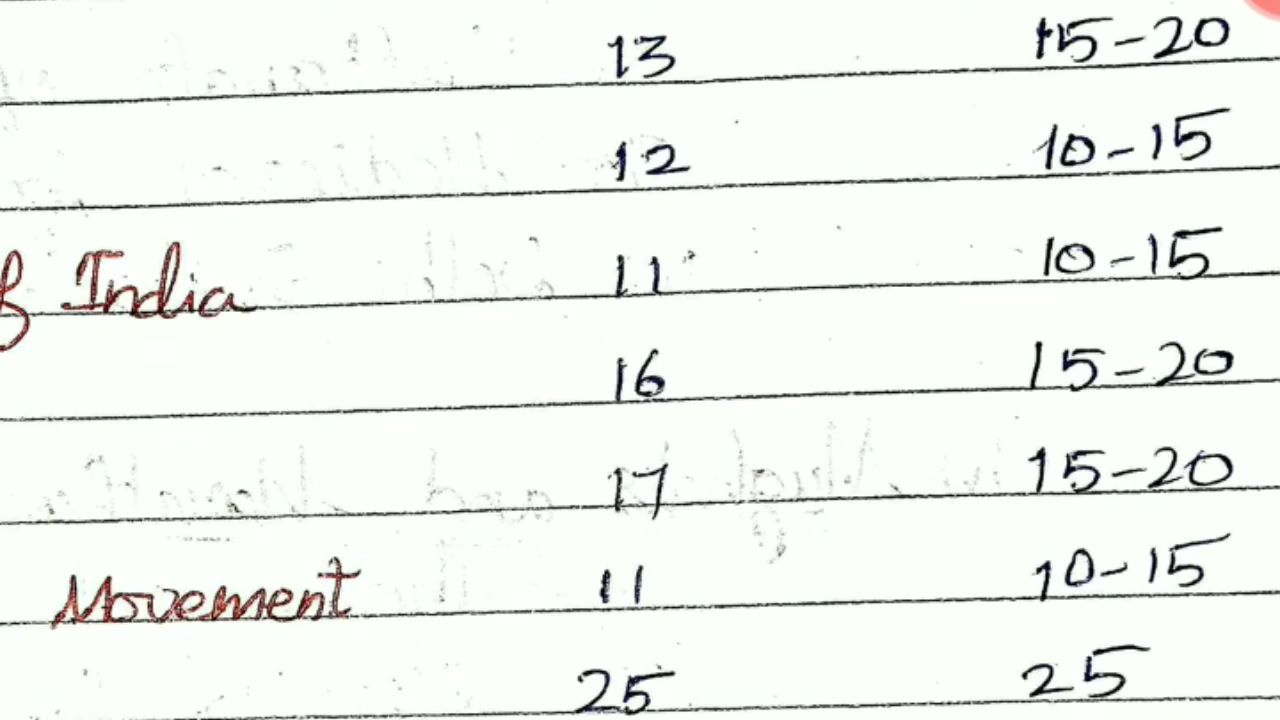 13 15-20
12 10-15
of India 11 10-15
16 15-20
17 15-20
Movement 11 10-15
25 25